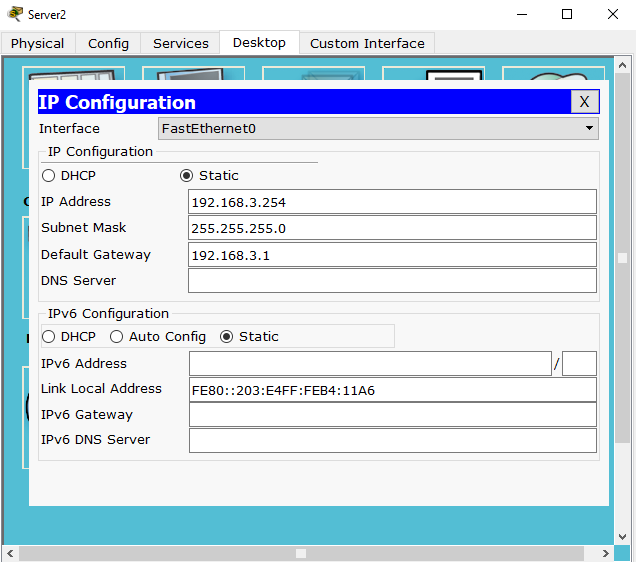 Server2
Physical Config Services Desktop Custom Interface
IP Configuration X
Interface FastEthernet0
IP Configuration
DHCP Static
IP Address 192.168.3.254
Subnet Mask 255.255.255.0
Default Gateway 192.168.3.1
DNS Server
IPv6 Configuration
DHCP Auto Config Static
IPv6 Address /
Link Local Address FE80::203:E4FF:FEB4:11A6
IPv6 Gateway
IPv6 DNS Server